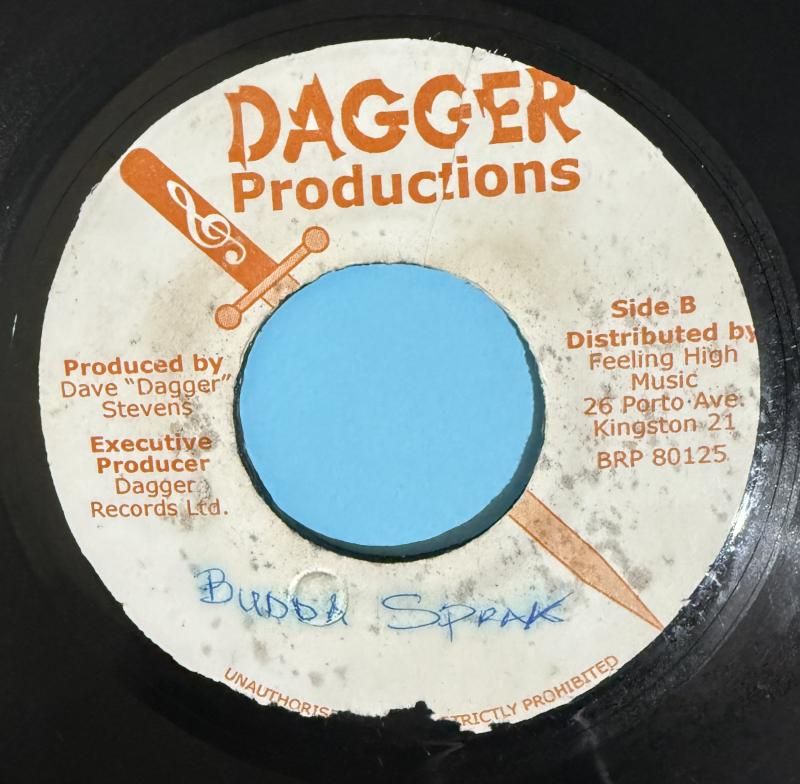 DAGGER
Productions
Produced by
Dave "Dagger"
Stevens
Executive
Producer
Dagger
Records Ltd.
Side B
Distributed by
Feeling High
Music
26 Porto Ave.
Kingston 21
BRP 80125
BUDDA SPRAK
UNAUTHORISE STRICTLY PROHIBITED